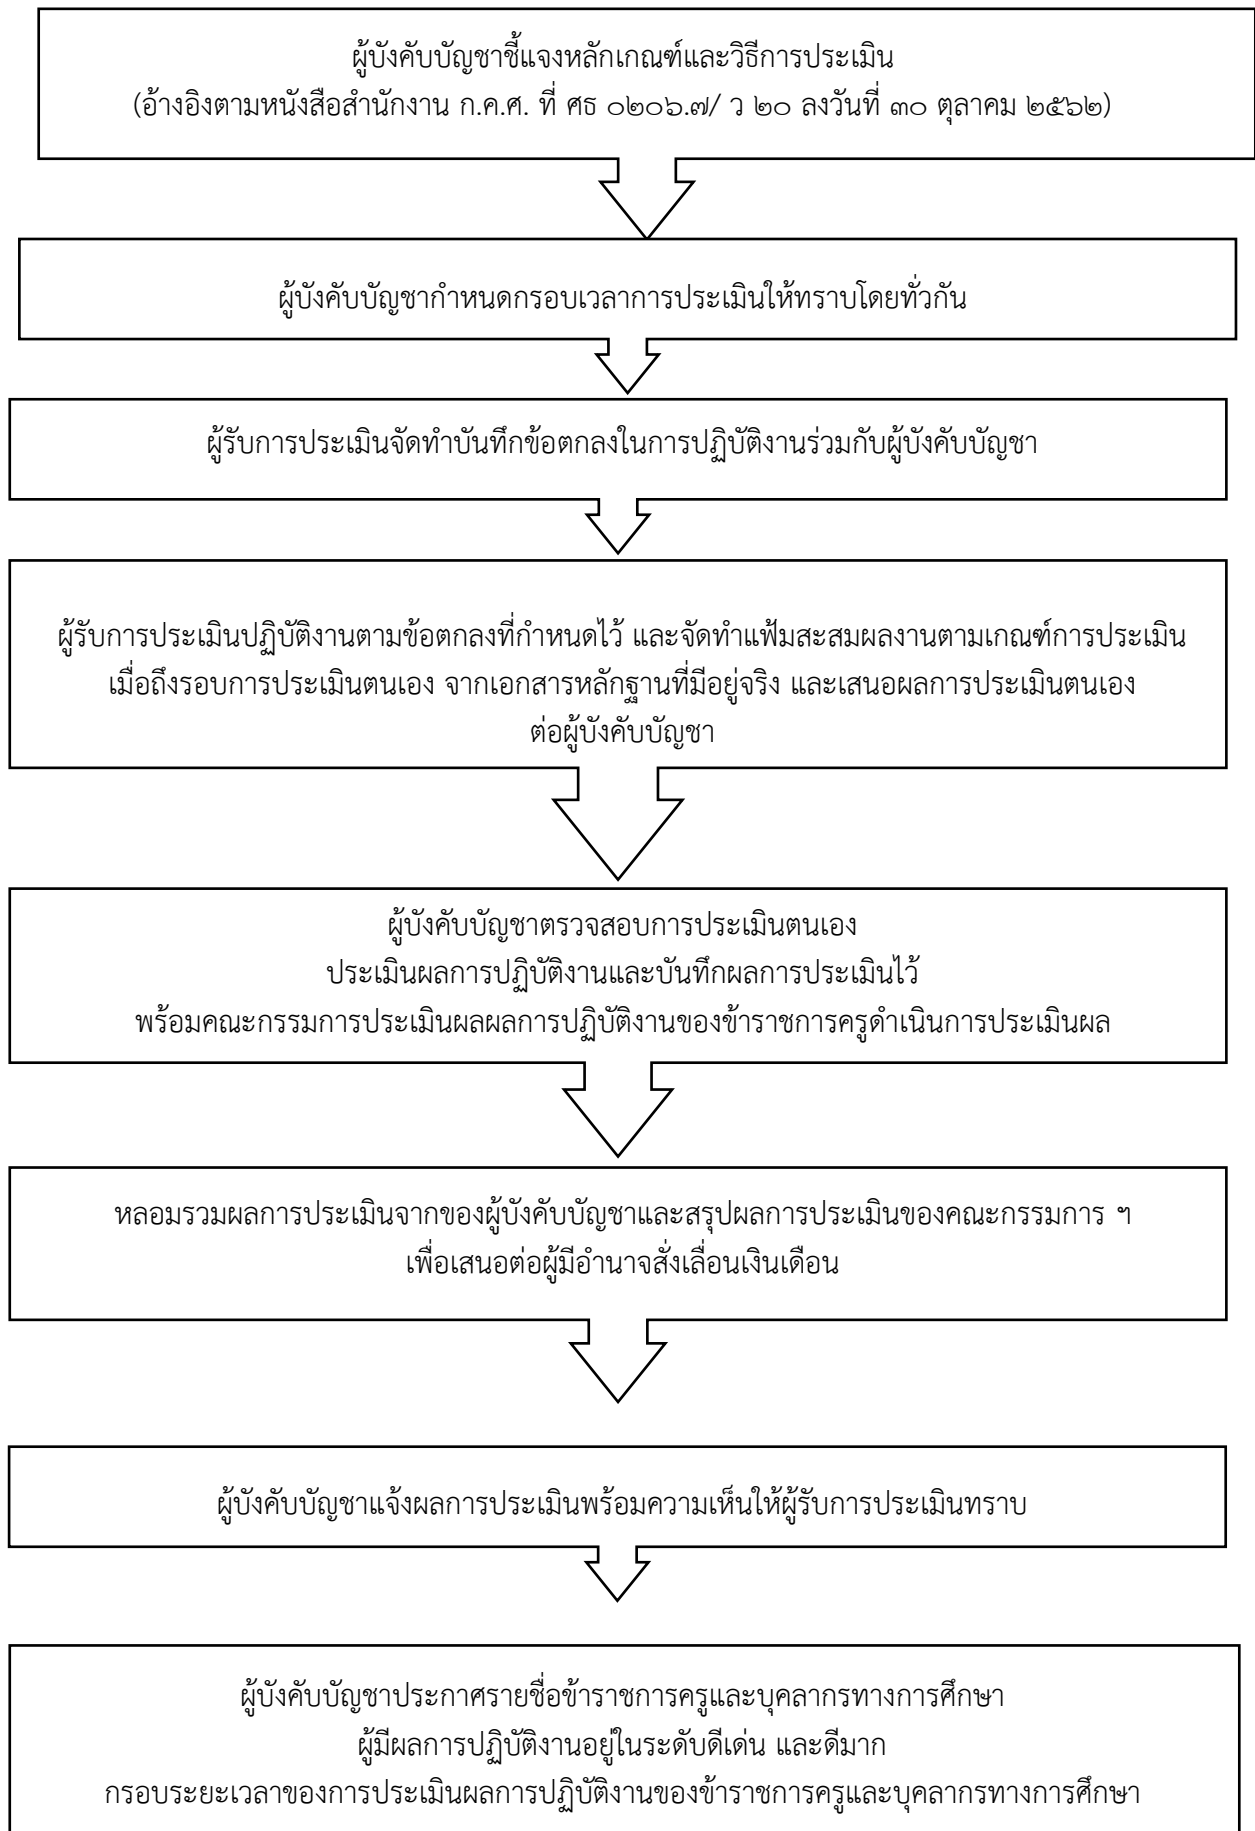 ผู้บังคับบัญชาชี้แจงหลักเกณฑ์และวิธีการประเมิน
(อ้างอิงตามหนังสือสำนักงาน ก.ค.ศ. ที่ ศธ ๐๒๐๖.๗/ ว ๒๐ ลงวันที่ ๓๐ ตุลาคม ๒๕๖๒)
ผู้บังคับบัญชากำหนดกรอบเวลาการประเมินให้ทราบโดยทั่วกัน
ผู้รับการประเมินจัดทำบันทึกข้อตกลงในการปฏิบัติงานร่วมกับผู้บังคับบัญชา
ผู้รับการประเมินปฏิบัติงานตามข้อตกลงที่กำหนดไว้ และจัดทำแฟ้มสะสมผลงานตามเกณฑ์การประเมิน
เมื่อถึงรอบการประเมินตนเอง จากเอกสารหลักฐานที่มีอยู่จริง และเสนอผลการประเมินตนเอง
ต่อผู้บังคับบัญชา
ผู้บังคับบัญชาตรวจสอบการประเมินตนเอง
ประเมินผลการปฏิบัติงานและบันทึกผลการประเมินไว้
พร้อมคณะกรรมการประเมินผลผลการปฏิบัติงานของข้าราชการครูดำเนินการประเมินผล
หลอมรวมผลการประเมินจากของผู้บังคับบัญชาและสรุปผลการประเมินของคณะกรรมการ ฯ
เพื่อเสนอต่อผู้มีอำนาจสั่งเลื่อนเงินเดือน
ผู้บังคับบัญชาแจ้งผลการประเมินพร้อมความเห็นให้ผู้รับการประเมินทราบ
ผู้บังคับบัญชาประกาศรายชื่อข้าราชการครูและบุคลากรทางการศึกษา
ผู้มีผลการปฏิบัติงานอยู่ในระดับดีเด่น และดีมาก
กรอบระยะเวลาของการประเมินผลการปฏิบัติงานของข้าราชการครูและบุคลากรทางการศึกษา